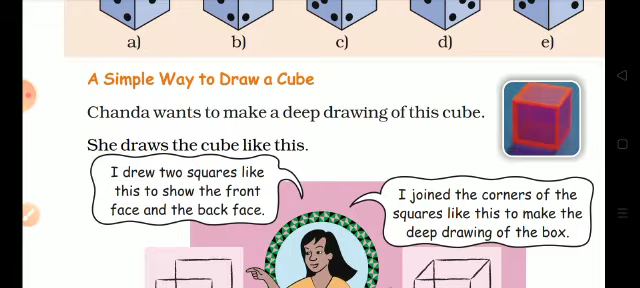 a) b) c) d) e)
A Simple Way to Draw a Cube
Chanda wants to make a deep drawing of this cube.
She draws the cube like this.
I drew two squares like
this to show the front
face and the back face.
I joined the corners of the
squares like this to make the
deep drawing of the box.